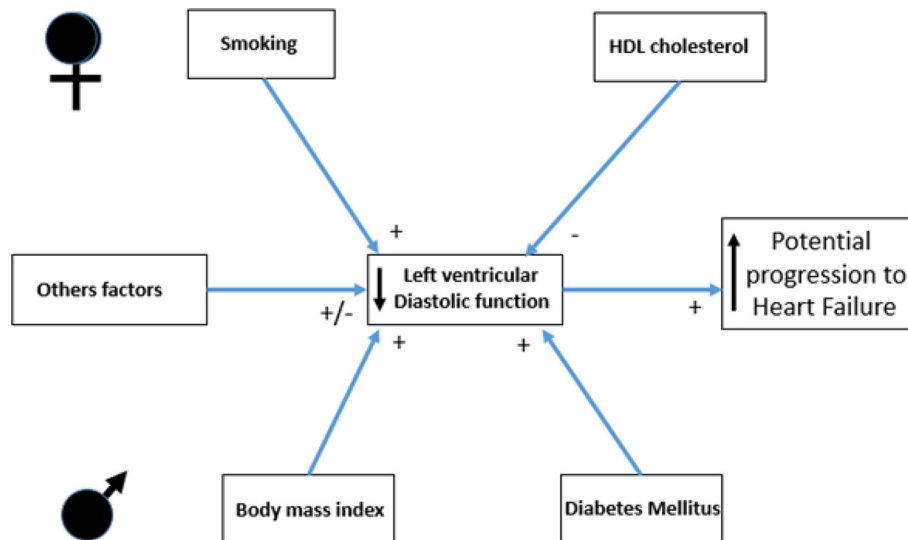 Smoking
HDL cholesterol
+
-
Others factors
+/-
Left ventricular
Diastolic function
+
Potential
progression to
Heart Failure
+
+
Body mass index
Diabetes Mellitus